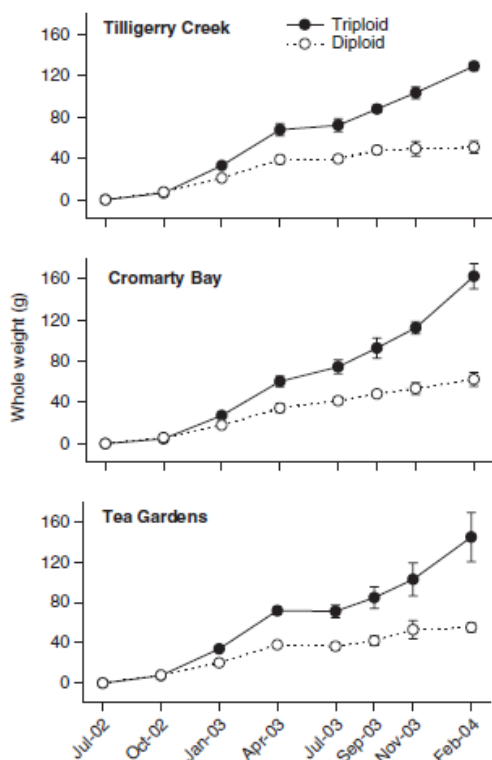 Tilligerry Creek
Triploid
Diploid
160
120
80
40
0
Cromarty Bay
160
120
80
40
0
Whole weight (g)
Tea Gardens
160
120
80
40
0
Jul-02
Oct-02
Jan-03
Apr-03
Jul-03
Sep-03
Nov-03
Feb-04